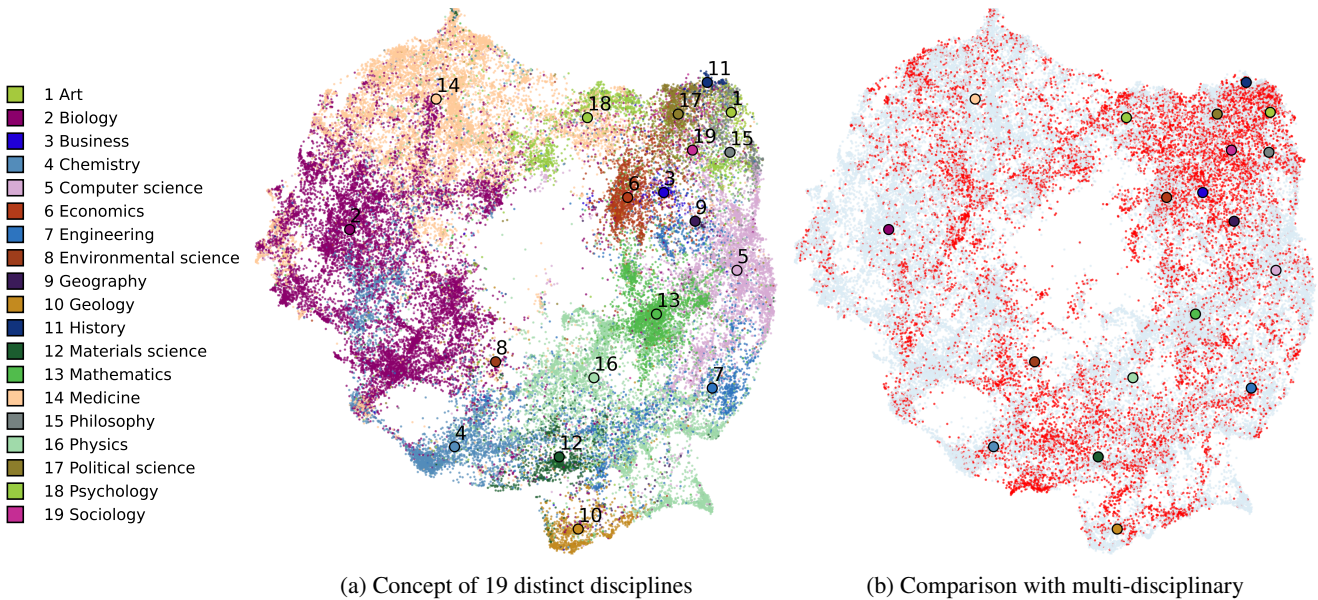 1 Art
2 Biology
3 Business
4 Chemistry
5 Computer science
6 Economics
7 Engineering
8 Environmental science
9 Geography
10 Geology
11 History
12 Materials science
13 Mathematics
14 Medicine
15 Philosophy
16 Physics
17 Political science
18 Psychology
19 Sociology
11
14
17
1
18
19
15
3
6
2
9
5
13
8
16
7
4
12
10
(a) Concept of 19 distinct disciplines
(b) Comparison with multi-disciplinary